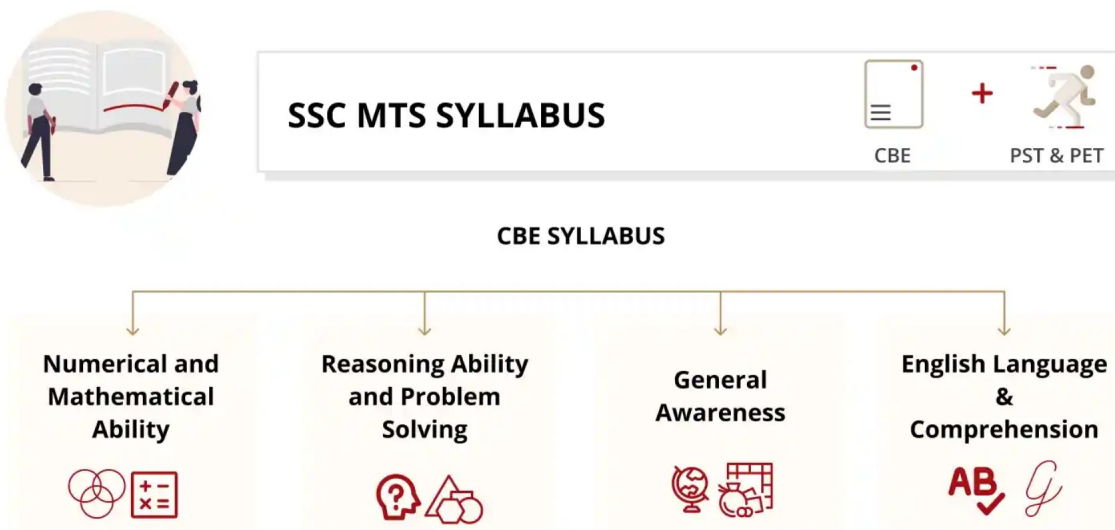 SSC MTS SYLLABUS
CBE
PST & PET
CBE SYLLABUS
Numerical and
Mathematical
Ability
Reasoning Ability
and Problem
Solving
General
Awareness
English Language
&
Comprehension
AB
G